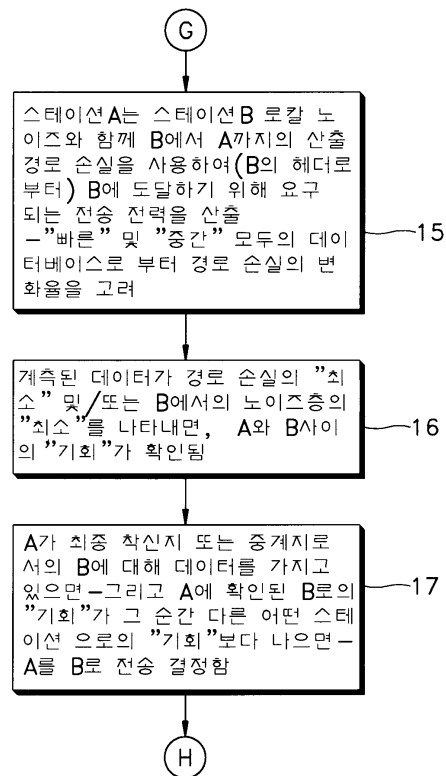 G
스테이션A는 스테이션B 로칼 노
이즈와 함께 B에서 A까지의 산출
경로 손실을 사용하여(B의 헤더로
부터) B에 도달하기 위해 요구
되는 전송 전력을 산출
—"빠른" 및 "중간" 모두의 데이
터베이스로 부터 경로 손실의 변
화율을 고려
15
계측된 데이터가 경로 손실의 "최
소" 및/또는 B에서의 노이즈층의
"최소"를 나타내면, A와 B사이
의 "기회"가 확인됨
16
A가 최종 착신지 또는 중계지로
서의 B에 대해 데이터를 가지고
있으면—그리고 A에 확인된 B로의
"기회"가 그 순간 다른 어떤 스테
이션 으로의 "기회"보다 나으면—
A를 B로 전송 결정함
17
H